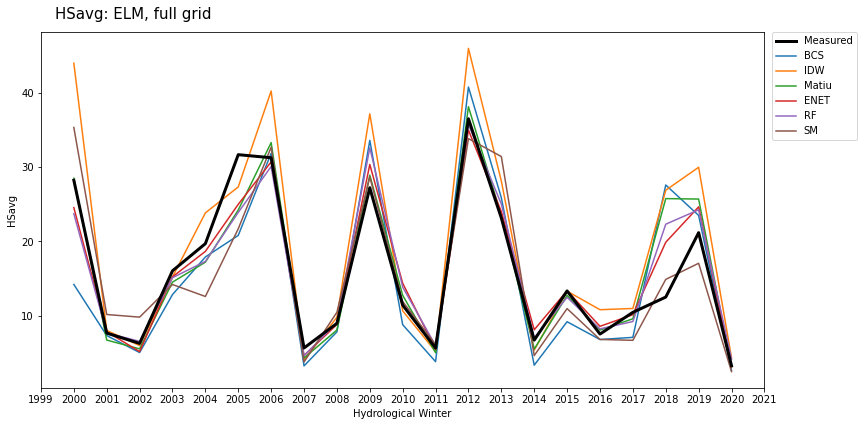 HSavg: ELM, full grid
Measured
BCS
IDW
Matiu
ENET
RF
SM
HSavg
40
30
20
10
1999 2000 2001 2002 2003 2004 2005 2006 2007 2008 2009 2010 2011 2012 2013 2014 2015 2016 2017 2018 2019 2020 2021
Hydrological Winter